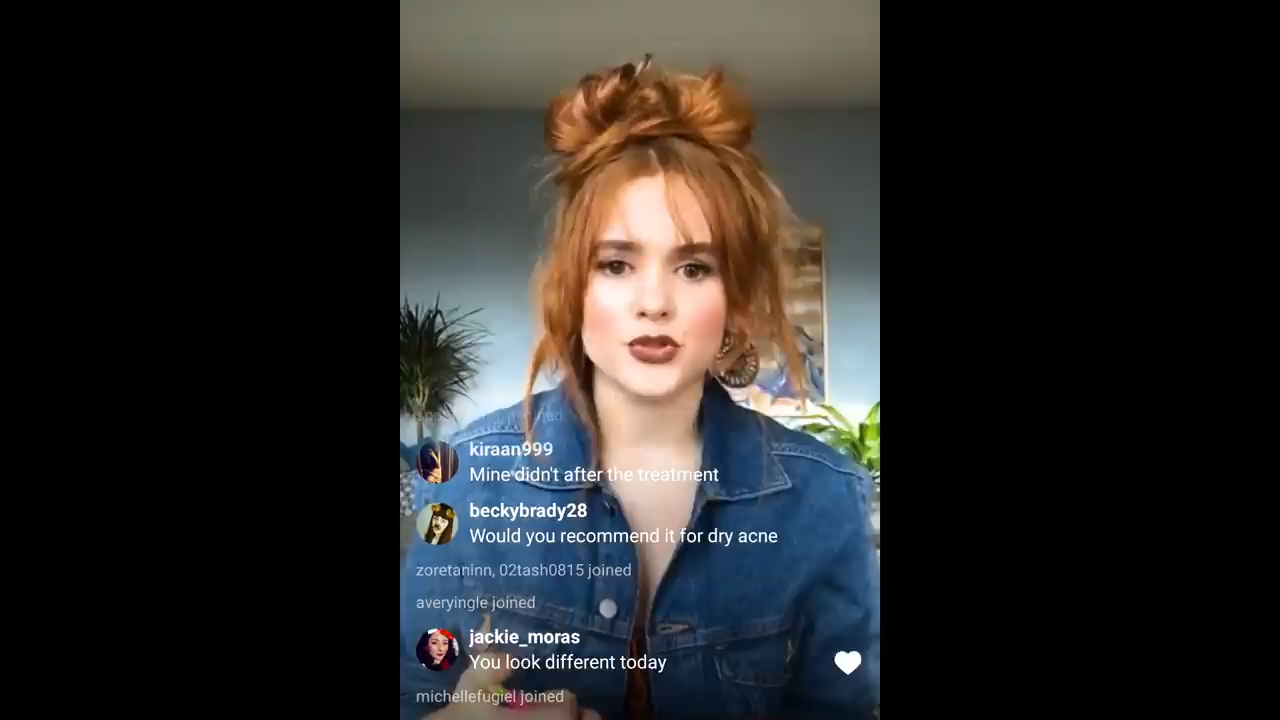 kiraan999
Mine didn't after the treatment
beckybrady28
Would you recommend it for dry acne
zoretaninn, 02tash0815 joined
averyingle joined
jackie_moras
You look different today
michellefugiel joined